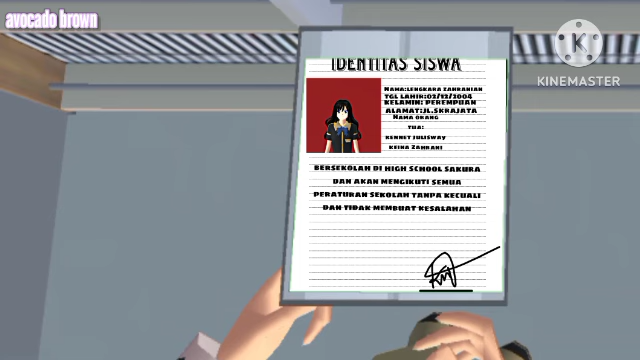 avocado brown
IDENTITAS SISWA
KINEMASTER
NAMA:LENGKARA ZAHRANIAN
TGL LAHIR:02/12/2004
KELAMIN: PEREMPUAN
ALAMAT:JL.SKRAJATA
NAMA ORANG
TUA:
KENNET JULISWAY
KEINA ZAHRANI
BERSEKOLAH DI HIGH SCHOOL SAKURA
DAN AKAN MENGIKUTI SEMUA
PERATURAN SEKOLAH TANPA KECUALI
DAN TIDAK MEMBUAT KESALAHAN